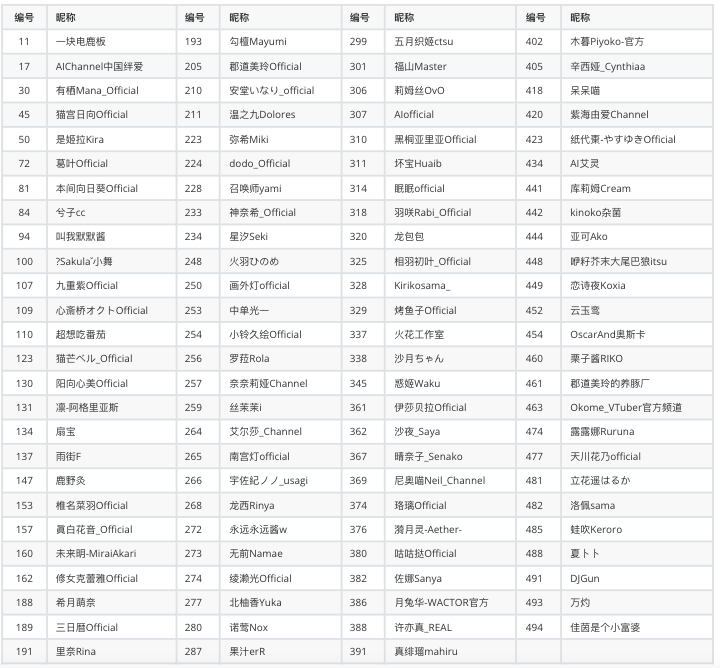 编号 昵称 编号 昵称 编号 昵称 编号 昵称
11 一块电鹿板 193 勾檀Mayumi 299 五月织姬ctsu 402 木暮Piyoko-官方
17 AIChannel中国绊爱 205 郡道美玲Official 301 福山Master 405 辛西娅_Cynthiaa
30 有栖Mana_Official 210 安堂いなり_official 306 莉姆丝OvO 418 呆呆喵
45 猫宫日向Official 211 温之九Dolores 307 AIofficial 420 紫海由爱Channel
50 是姬拉Kira 223 弥希Miki 310 黑桐亚里亚Official 423 纸代柬-やすゆきOfficial
72 葛叶Official 224 dodo_Official 311 坏宝Huaib 434 AI艾灵
81 本间向日葵Official 228 召唤师yami 314 眠眠official 441 库莉姆Cream
84 兮子cc 233 神奈希_Official 318 羽咲Rabi_Official 442 kinoko杂菌
94 叫我默默酱 234 星汐Seki 320 龙包包 444 亚可Ako
100 ?Sakulaˇ小舞 248 火羽ひのめ 325 相羽初叶_Official 448 咿籽芥末大尾巴狼itsu
107 九重紫Official 250 画外灯official 328 Kirikosama_ 449 恋诗夜Koxia
109 心斎桥オクトOfficial 253 中单光一 329 烤鱼子Official 452 云玉鸾
110 超想吃番茄 254 小铃久绘Official 337 火花工作室 454 OscarAnd奥斯卡
123 猫芒ベル_Official 256 罗菈Rola 338 沙月ちゃん 460 栗子酱RIKO
130 阳向心美Official 257 奈奈莉娅Channel 345 惑姬Waku 461 郡道美玲的养豚厂
131 凛-阿格里亚斯 259 丝茉茉i 361 伊莎贝拉Official 463 Okome_VTuber官方频道
134 扇宝 264 艾尔莎_Channel 362 沙夜_Saya 474 露露娜Ruruna
137 雨街F 265 南宫灯official 367 晴奈子_Senako 477 天川花乃official
147 鹿野灸 266 宇佐紀ノノ_usagi 369 尼奥喵Neil_Channel 481 立花遥はるか
153 椎名菜羽Official 268 龙西Rinya 374 珞璃Official 482 洛佩sama
157 眞白花音_Official 272 永远永远酱w 376 漪月灵-Aether- 485 蛙吹Keroro
160 未来明-MiraiAkari 273 无前Namae 380 咕咕挞Official 488 夏卜卜
162 修女克蕾雅Official 274 绫濑光Official 382 佐娜Sanya 491 DJGun
188 希月萌奈 277 北柚香Yuka 386 月兔华-WACTOR官方 493 万灼
189 三日暦Official 280 诺莺Nox 388 许亦真_REAL 494 佳茵是个小富婆
191 里奈Rina 287 果汁erR 391 真绯瑠mahiru